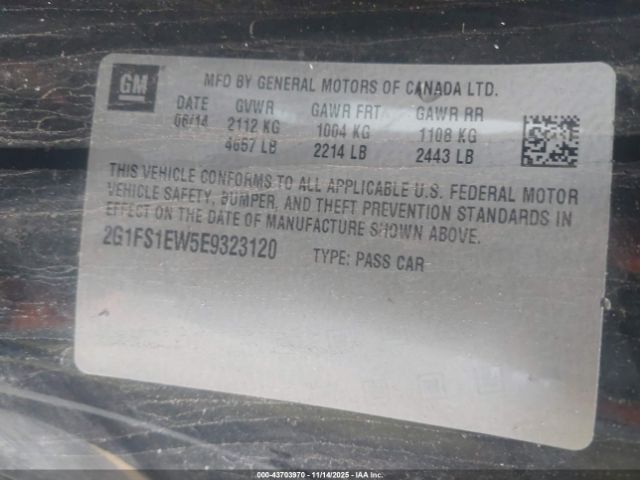 GM
MFD BY GENERAL MOTORS OF CANADA LTD.
DATE GVWR GAWR FRT GAWR RR
06/14 2112 KG 1004 KG 1108 KG
4657 LB 2214 LB 2443 LB
THIS VEHICLE CONFORMS TO ALL APPLICABLE U.S. FEDERAL MOTOR
VEHICLE SAFETY, BUMPER, AND THEFT PREVENTION STANDARDS IN
EFFECT ON THE DATE OF MANUFACTURE SHOWN ABOVE.
2G1FS1EW5E9323120 TYPE: PASS CAR
000-43703970 - 11/14/2025 - IAAI.COM